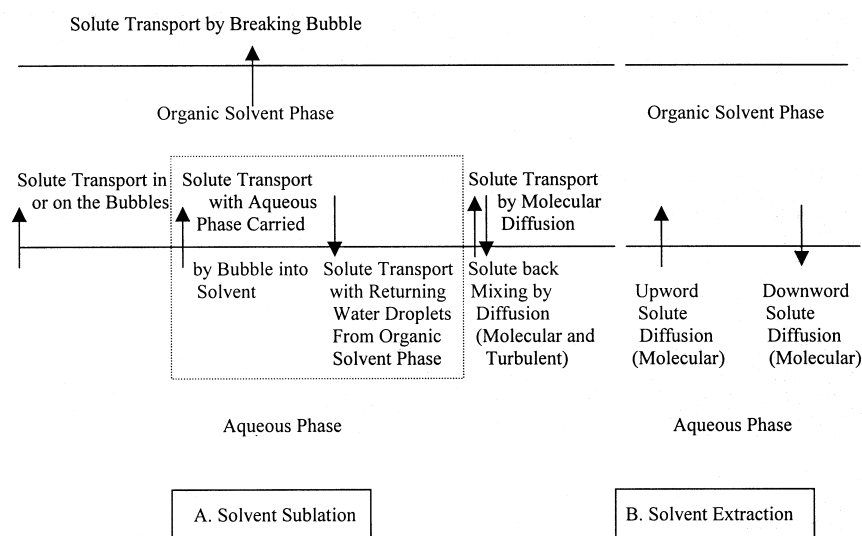 Solute Transport by Breaking Bubble
Organic Solvent Phase
Organic Solvent Phase
Solute Transport in
or on the Bubbles
Solute Transport
with Aqueous
Phase Carried
by Bubble into
Solvent
Solute Transport
with Returning
Water Droplets
From Organic
Solvent Phase
Solute Transport
by Molecular
Diffusion
Solute back
Mixing by
Diffusion
(Molecular and
Turbulent)
Upword
Solute
Diffusion
(Molecular)
Downword
Solute
Diffusion
(Molecular)
Aqueous Phase
Aqueous Phase
A. Solvent Sublation
B. Solvent Extraction